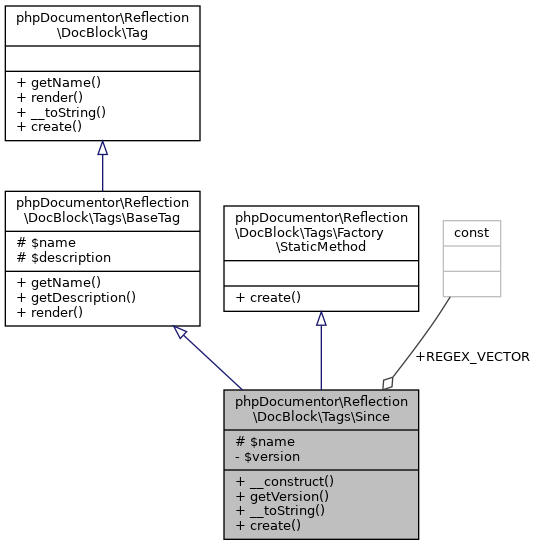 phpDocumentor\Reflection
\DocBlock\Tag
+ getName()
+ render()
+ __toString()
+ create()
phpDocumentor\Reflection
\DocBlock\Tags\BaseTag
# $name
# $description
+ getName()
+ getDescription()
+ render()
phpDocumentor\Reflection
\DocBlock\Tags\Factory
\StaticMethod
+ create()
const
+REGEX_VECTOR
phpDocumentor\Reflection
\DocBlock\Tags\Since
# $name
- $version
+ __construct()
+ getVersion()
+ __toString()
+ create()